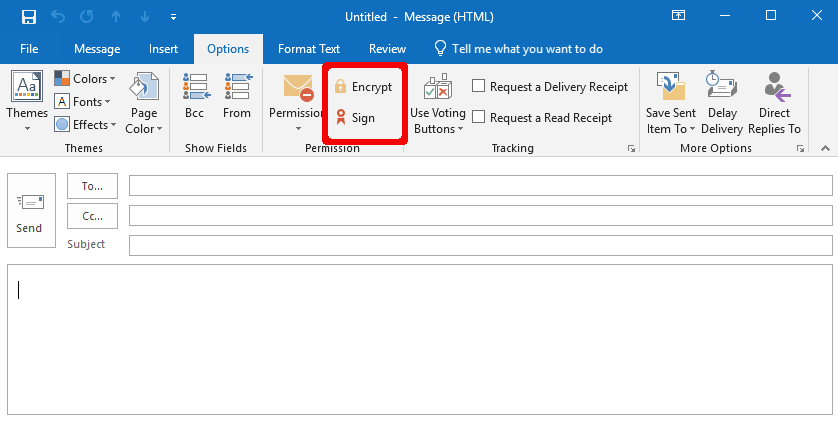 Untitled - Message (HTML)
File Message Insert Options Format Text Review Tell me what you want to do
Aa
Themes
Colors
A Fonts
Effects
Page
Color
Themes
Bcc
From
Show Fields
Permission
Encrypt
Sign
Permission
Use Voting
Buttons
Request a Delivery Receipt
Request a Read Receipt
Tracking
Save Sent
Item To
Delay
Delivery
Direct
Replies To
More Options
Send
To...
Cc...
Subject